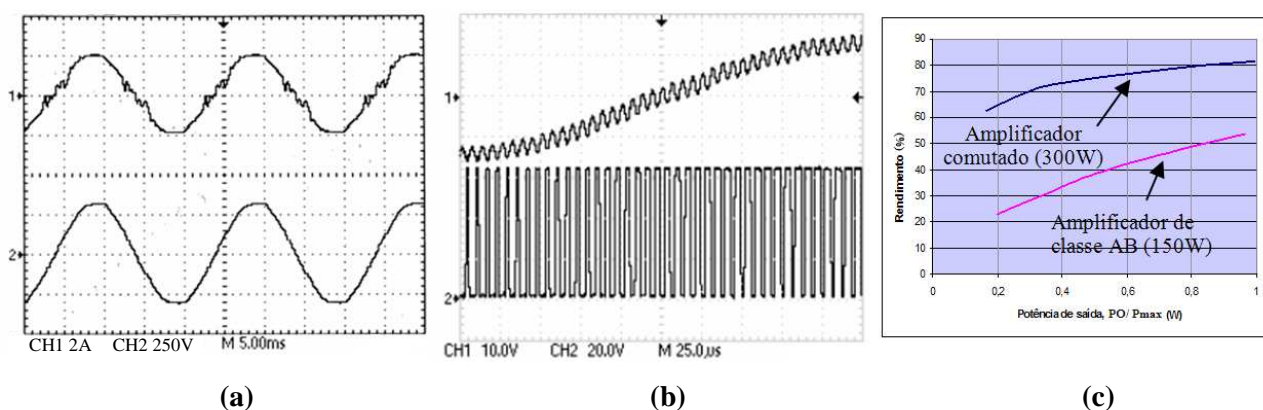 1
2
CH1 2A CH2 250V M 5.00ms
(a)
1
2
CH1 10.0V CH2 20.0V M 25.0µs
(b)
90
80
70
60
50
40
30
20
10
0
Rendimento (%)
Amplificador
comutado (300W)
Amplificador de
classe AB (150W)
0 0,2 0,4 0,6 0,8 1
Potência de saída, PO/ Pmax (W)
(c)